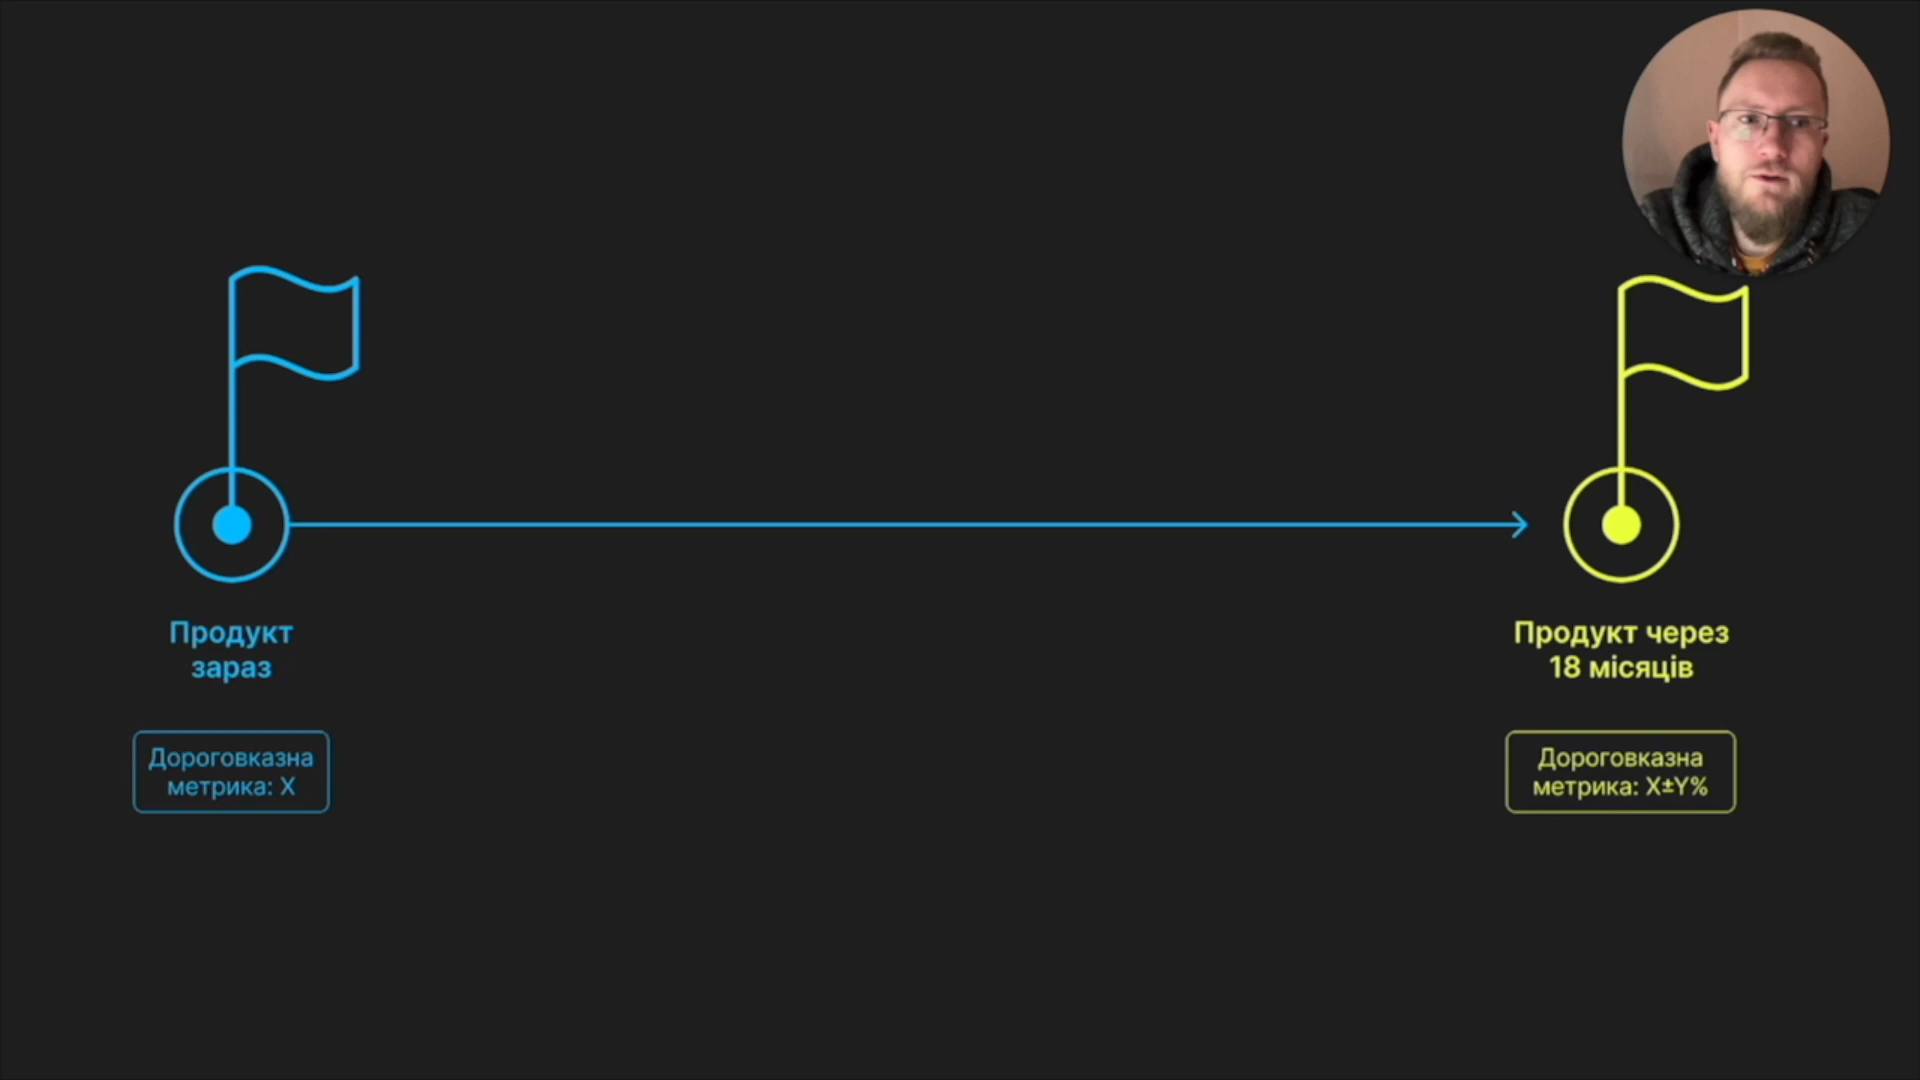 Продукт
зараз
Дороговказна
метрика: X
Продукт через
18 місяців
Дороговказна
метрика: X±Y%